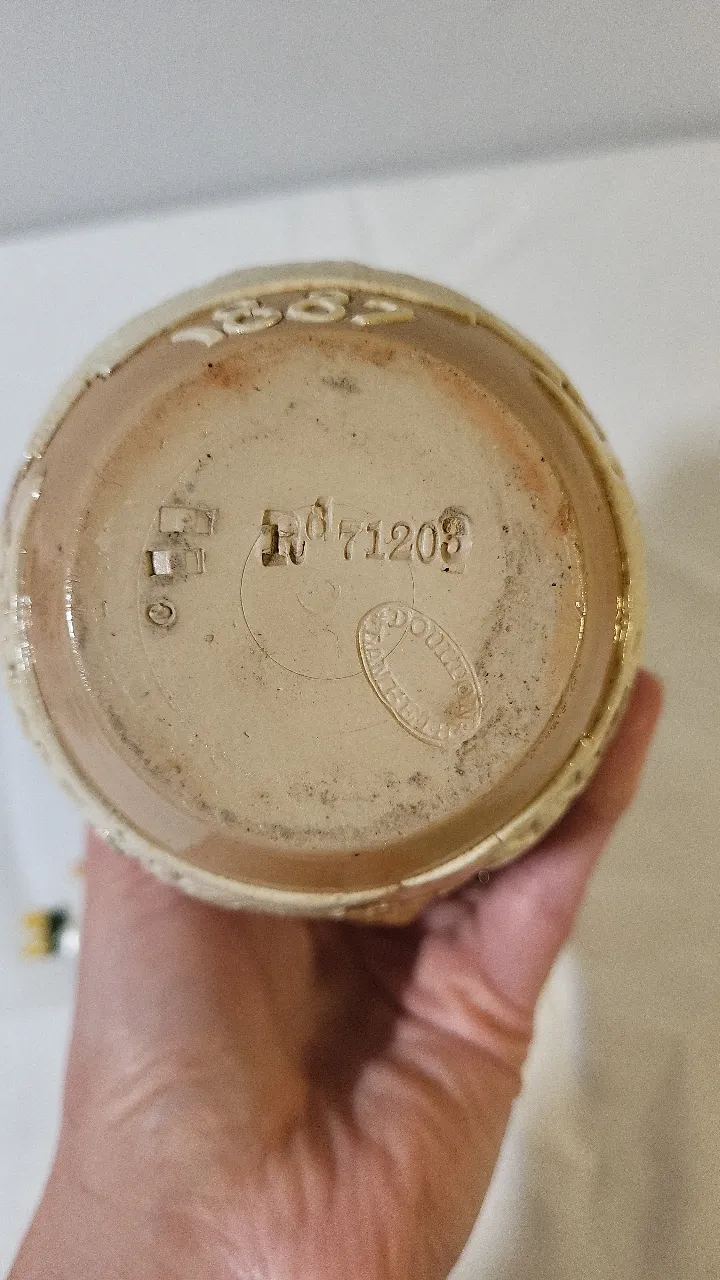 1887
Rd 71203
C
DOULTON
LAMBETH